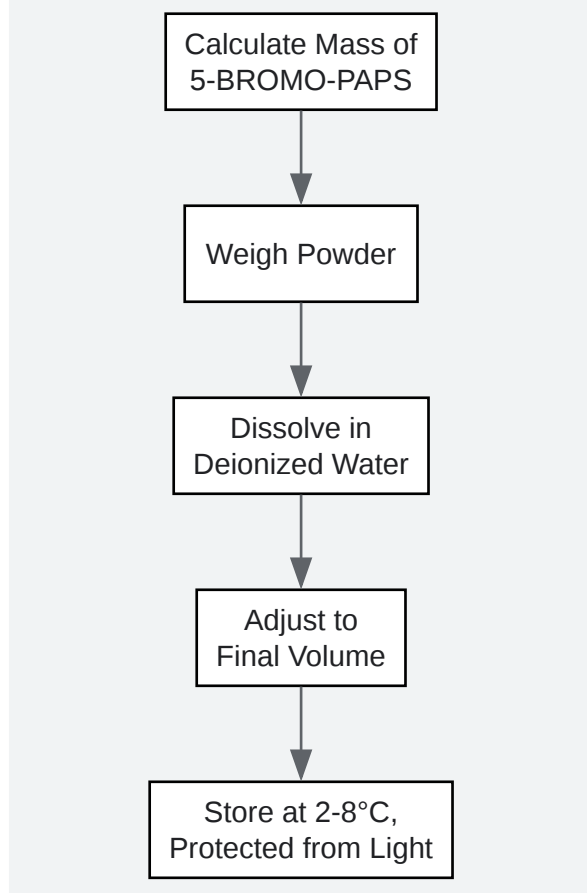 Calculate Mass of
5-BROMO-PAPS
Weigh Powder
Dissolve in
Deionized Water
Adjust to
Final Volume
Store at 2-8°C,
Protected from Light